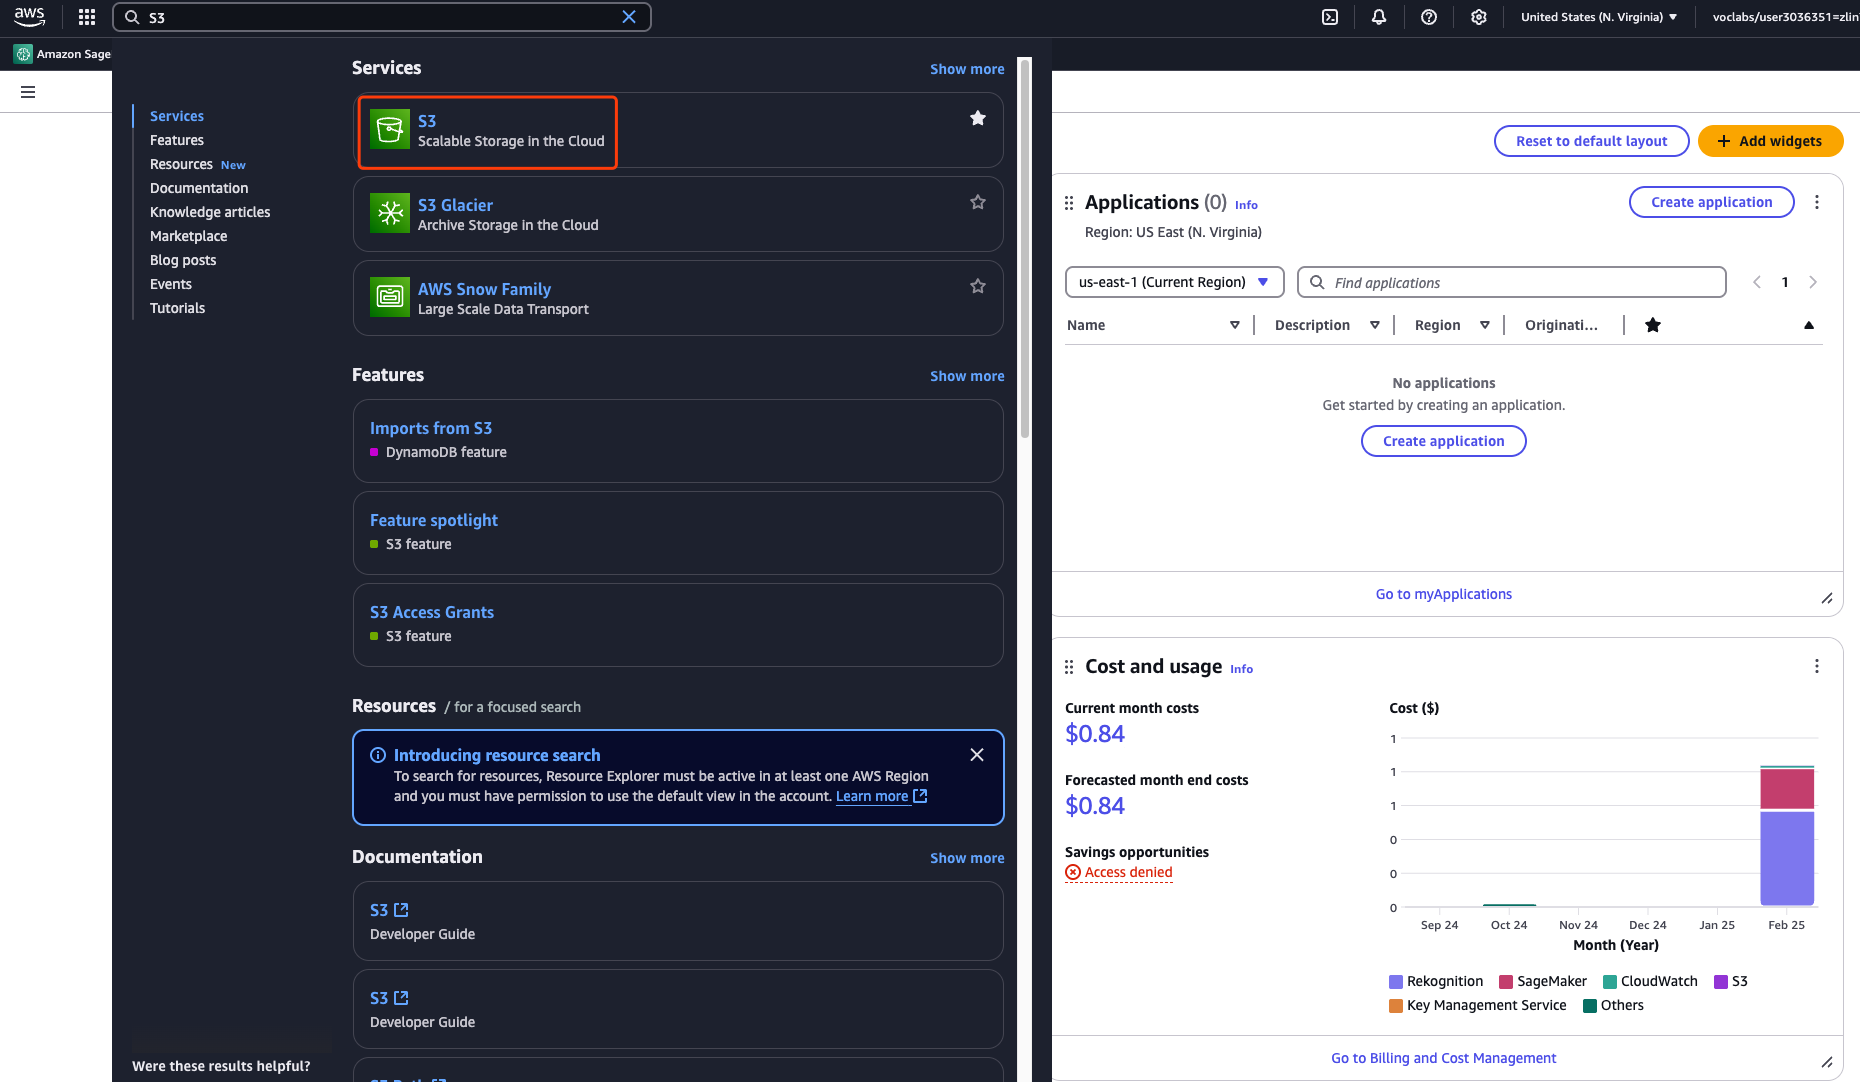 aws
S3
United States (N. Virginia)
voclabs/user3036351=zlin
Amazon Sage
Services
Features
Resources New
Documentation
Knowledge articles
Marketplace
Blog posts
Events
Tutorials
Were these results helpful?
Services
Show more
S3
Scalable Storage in the Cloud
S3 Glacier
Archive Storage in the Cloud
AWS Snow Family
Large Scale Data Transport
Features
Show more
Imports from S3
DynamoDB feature
Feature spotlight
S3 feature
S3 Access Grants
S3 feature
Resources / for a focused search
Introducing resource search
To search for resources, Resource Explorer must be active in at least one AWS Region
and you must have permission to use the default view in the account. Learn more
Documentation
Show more
S3
Developer Guide
S3
Developer Guide
Reset to default layout
Add widgets
Applications (0) Info
Create application
Region: US East (N. Virginia)
us-east-1 (Current Region)
Find applications
1
Name
Description
Region
Originati...
No applications
Get started by creating an application.
Create application
Go to myApplications
Cost and usage Info
Current month costs
$0.84
Forecasted month end costs
$0.84
Savings opportunities
Access denied
Cost ($)
1
1
1
0
0
0
Sep 24
Oct 24
Nov 24
Dec 24
Jan 25
Feb 25
Month (Year)
Rekognition
SageMaker
CloudWatch
S3
Key Management Service
Others
Go to Billing and Cost Management